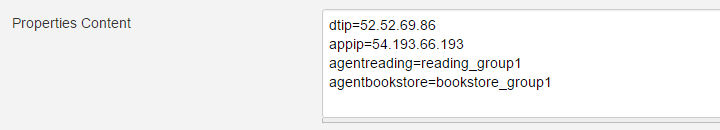 Properties Content
dtip=52.52.69.86
appip=54.193.66.193
agentreading=reading_group1
agentbookstore=bookstore_group1